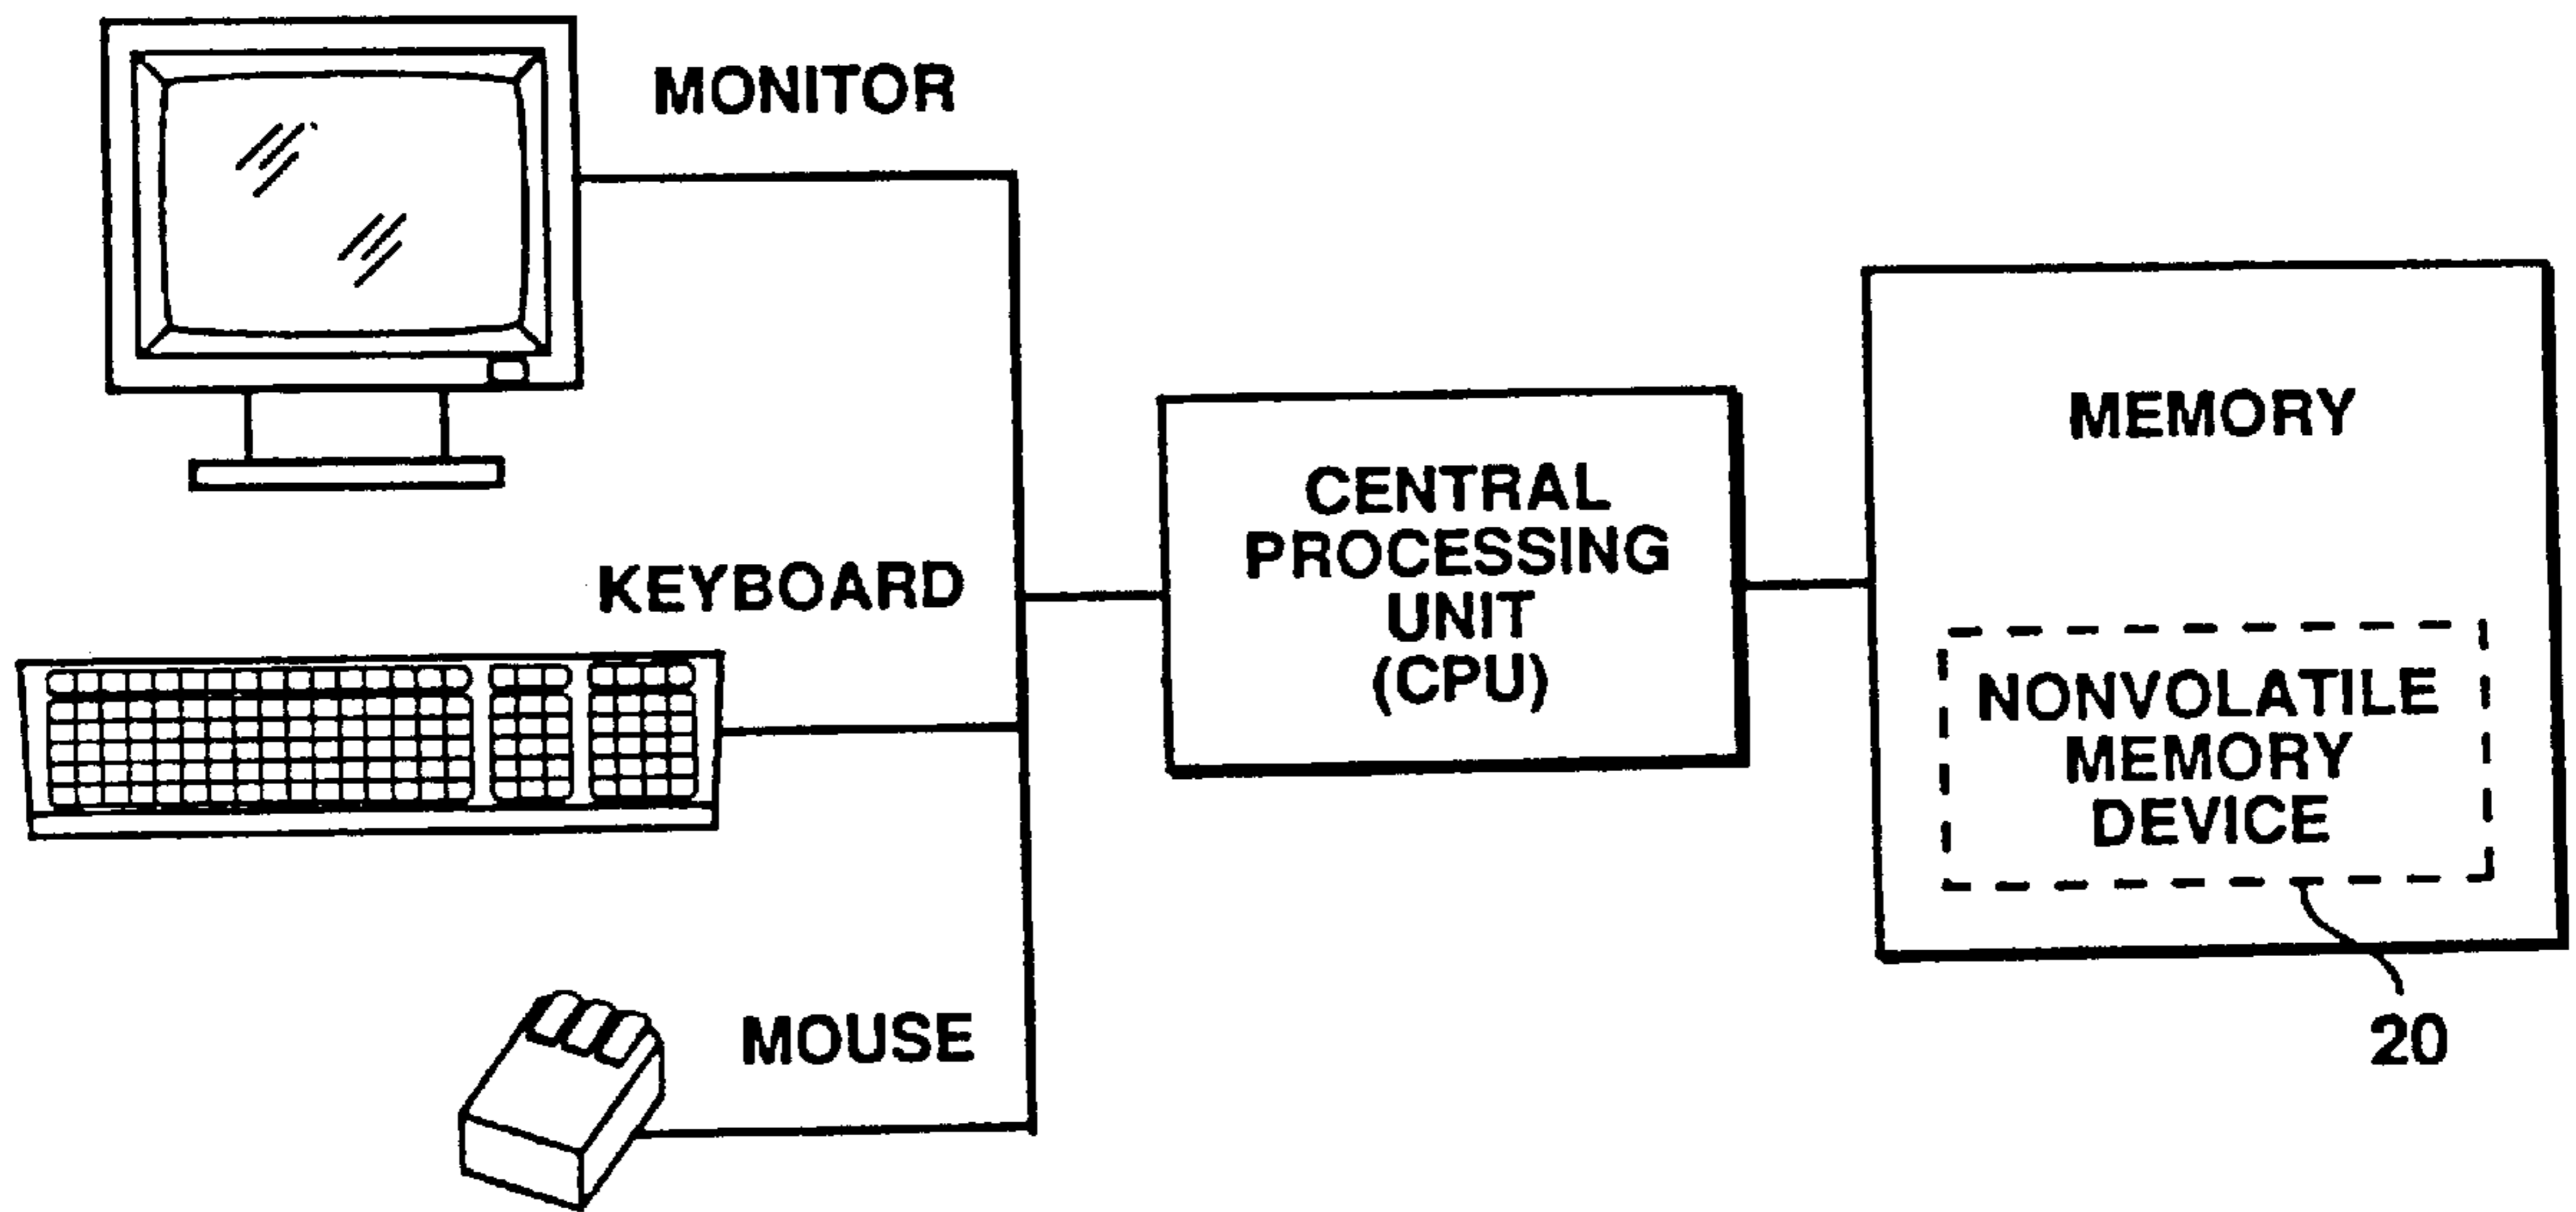 MONITOR
KEYBOARD
MOUSE
CENTRAL
PROCESSING
UNIT
(CPU)
MEMORY
NONVOLATILE
MEMORY
DEVICE
20